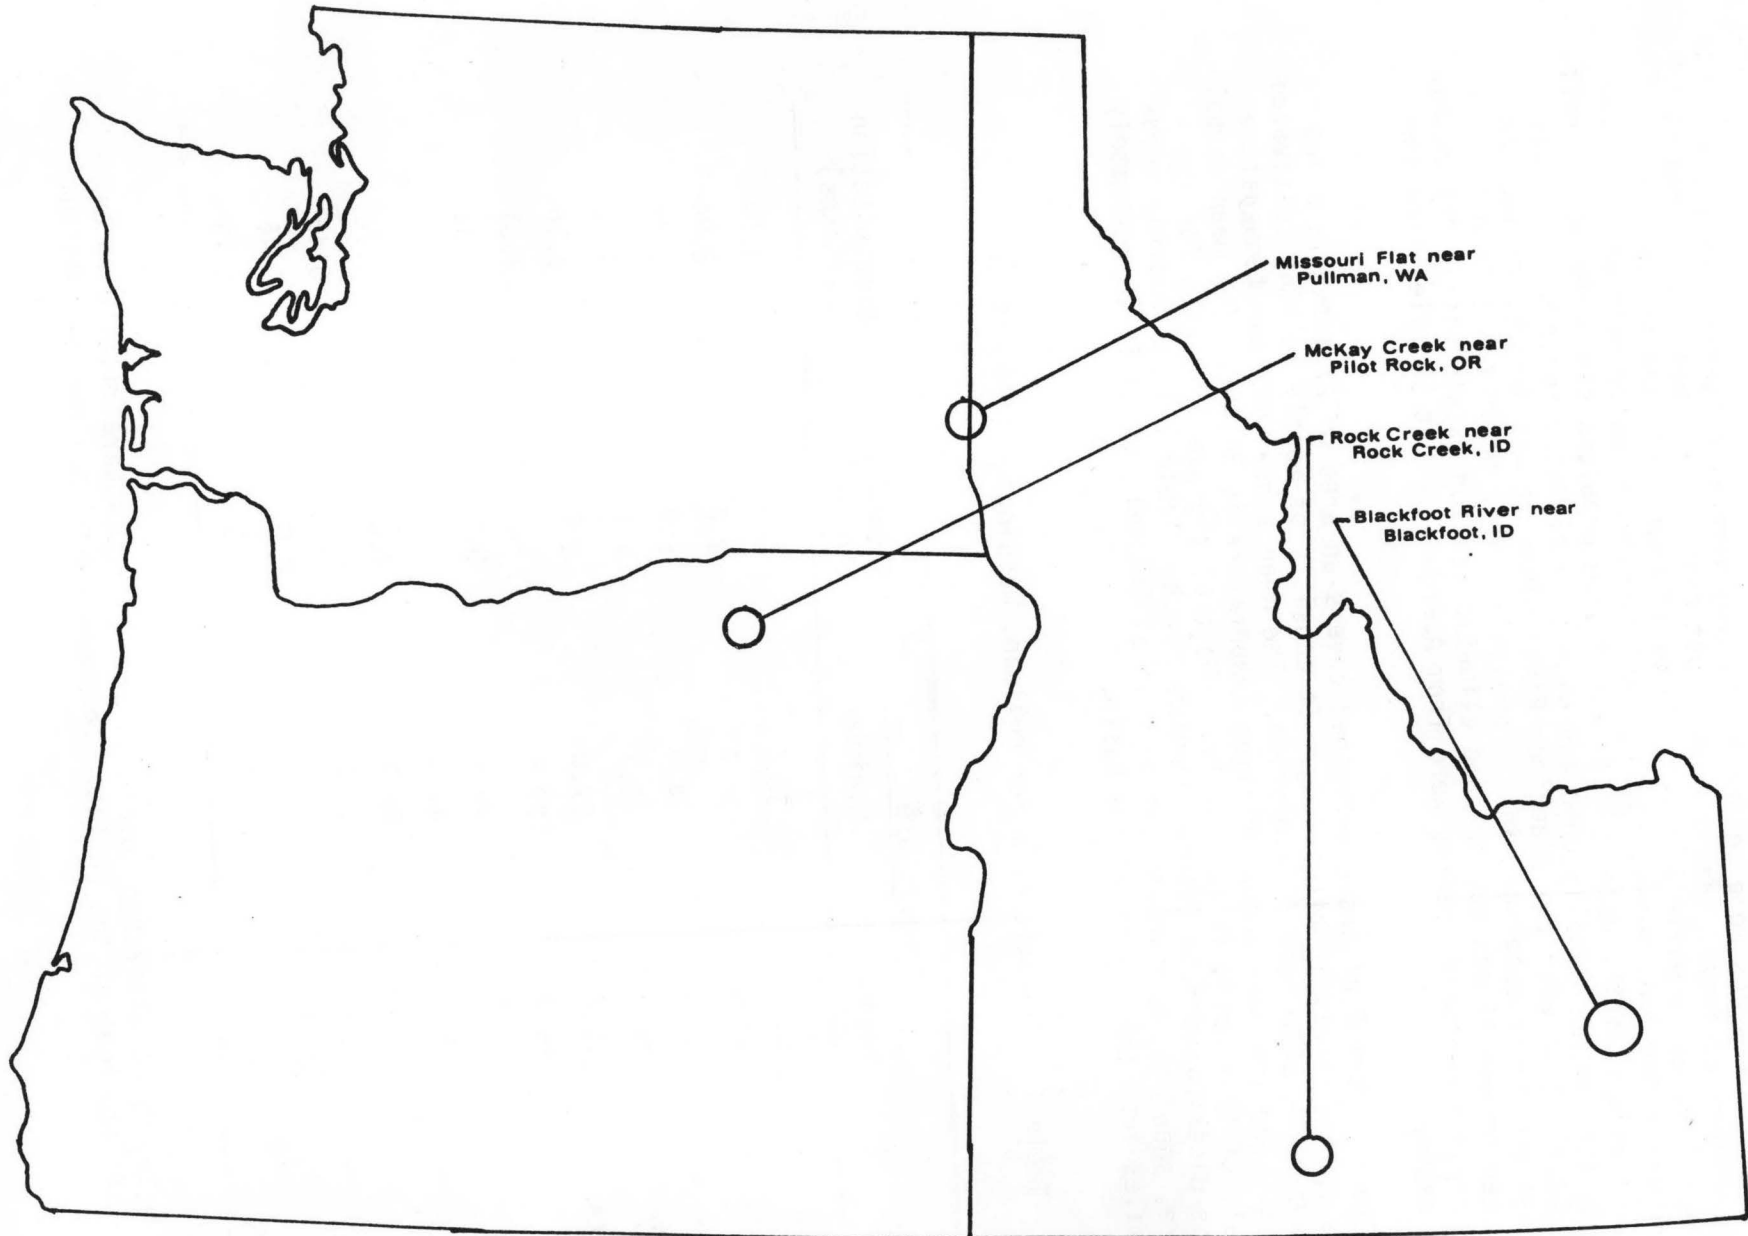 Missouri Flat near
Pullman, WA
McKay Creek near
Pilot Rock, OR
Rock Creek near
Rock Creek, ID
Blackfoot River near
Blackfoot, ID